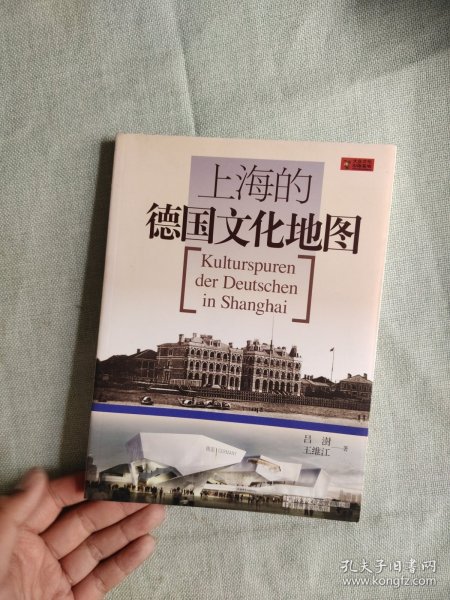 上海的
德国文化地图
Kulturspuren
der Deutschen
in Shanghai
吕澍
王维江
著
孔夫子旧书网
www.kongfz.com